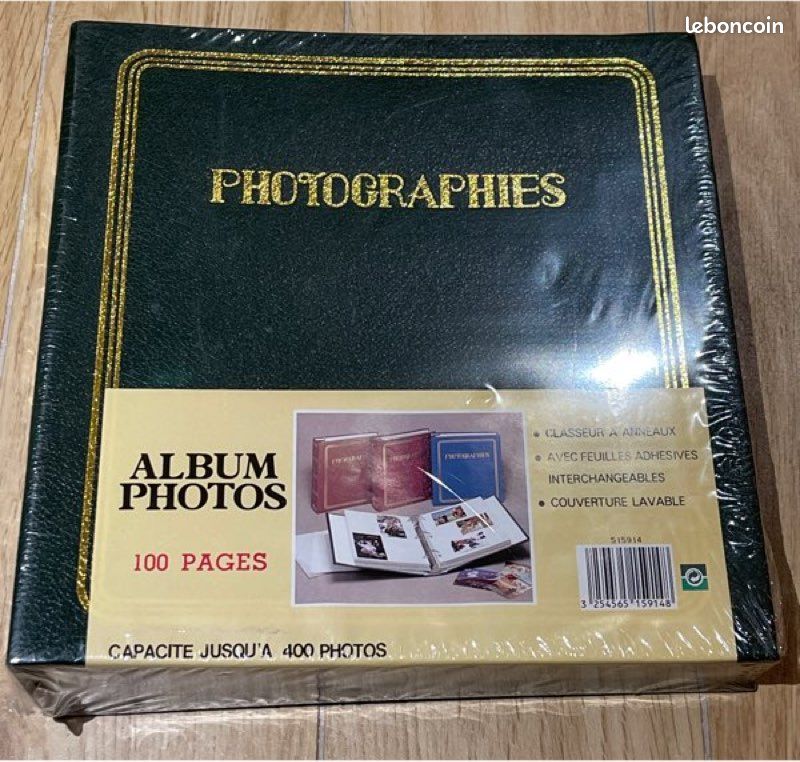 leboncoin
PHOTOGRAPHIES
ALBUM
PHOTOS
100 PAGES
CAPACITE JUSQU'A 400 PHOTOS
PHOTOGRAPHIES
• CLASSEUR A ANNEAUX
• AVEC FEUILLES ADHESIVES
INTERCHANGEABLES
• COUVERTURE LAVABLE
515914
3 254565 159148